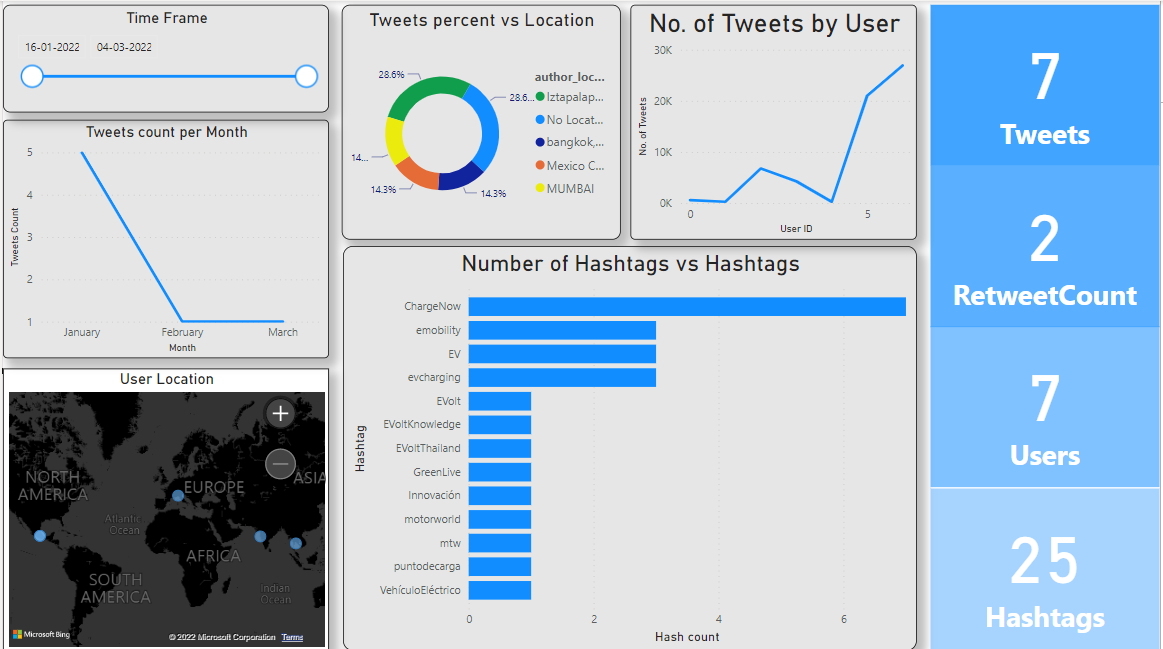 Time Frame
16-01-2022 04-03-2022
Tweets count per Month
5
4
3
2
1
Tweets Count
January February March
Month
User Location
NORTH
AMERICA
EUROPE
ASIA
Atlantic
Ocean
AFRICA
SOUTH
AMERICA
Indian
Ocean
Microsoft Bing
© 2022 Microsoft Corporation Terms
Tweets percent vs Location
28.6%
28.6...
14...
14.3%
14.3%
author_loc...
Iztapalap...
No Locat...
bangkok,...
Mexico C...
MUMBAI
No. of Tweets by User
30K
20K
10K
0K
No. of Tweets
0 5
User ID
Number of Hashtags vs Hashtags
Hashtag
ChargeNow
emobility
EV
evcharging
EVolt
EVoltKnowledge
EVoltThailand
GreenLive
Innovación
motorworld
mtw
puntodecarga
VehículoEléctrico
0 2 4 6
Hash count
7
Tweets
2
RetweetCount
7
Users
25
Hashtags